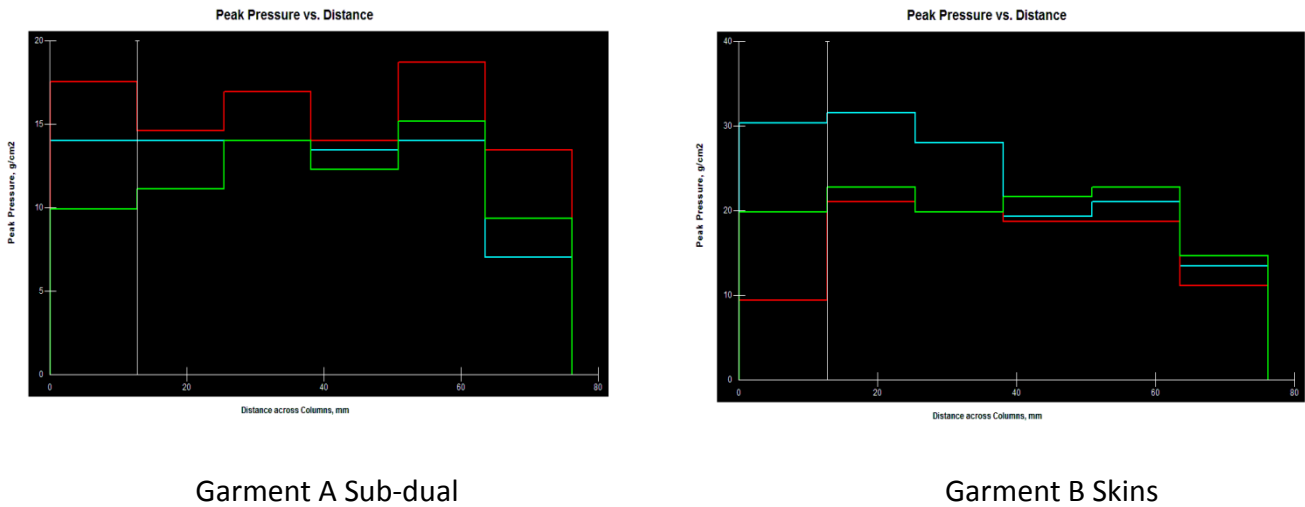 Peak Pressure vs. Distance
20
15
10
5
0
0 20 40 60 80
Peak Pressure, g/cm2
Distance across Columns, mm
Garment A Sub-dual
Peak Pressure vs. Distance
40
30
20
10
0
0 20 40 60 80
Peak Pressure, g/cm2
Distance across Columns, mm
Garment B Skins